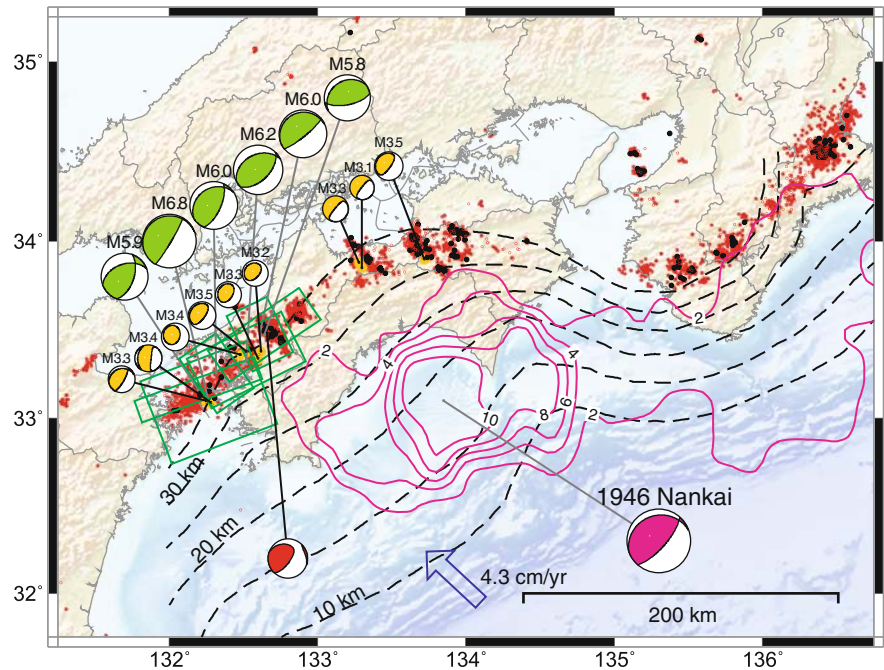 35°
34°
33°
32°
132°
133°
134°
135°
136°
M5.8
M6.0
M6.2
M6.0
M6.8
M5.9
M3.5
M3.1
M3.3
M3.2
M3.3
M3.5
M3.4
M3.4
M3.3
2
4
10
8
6
4
2
2
30 km
20 km
10 km
1946 Nankai
4.3 cm/yr
200 km